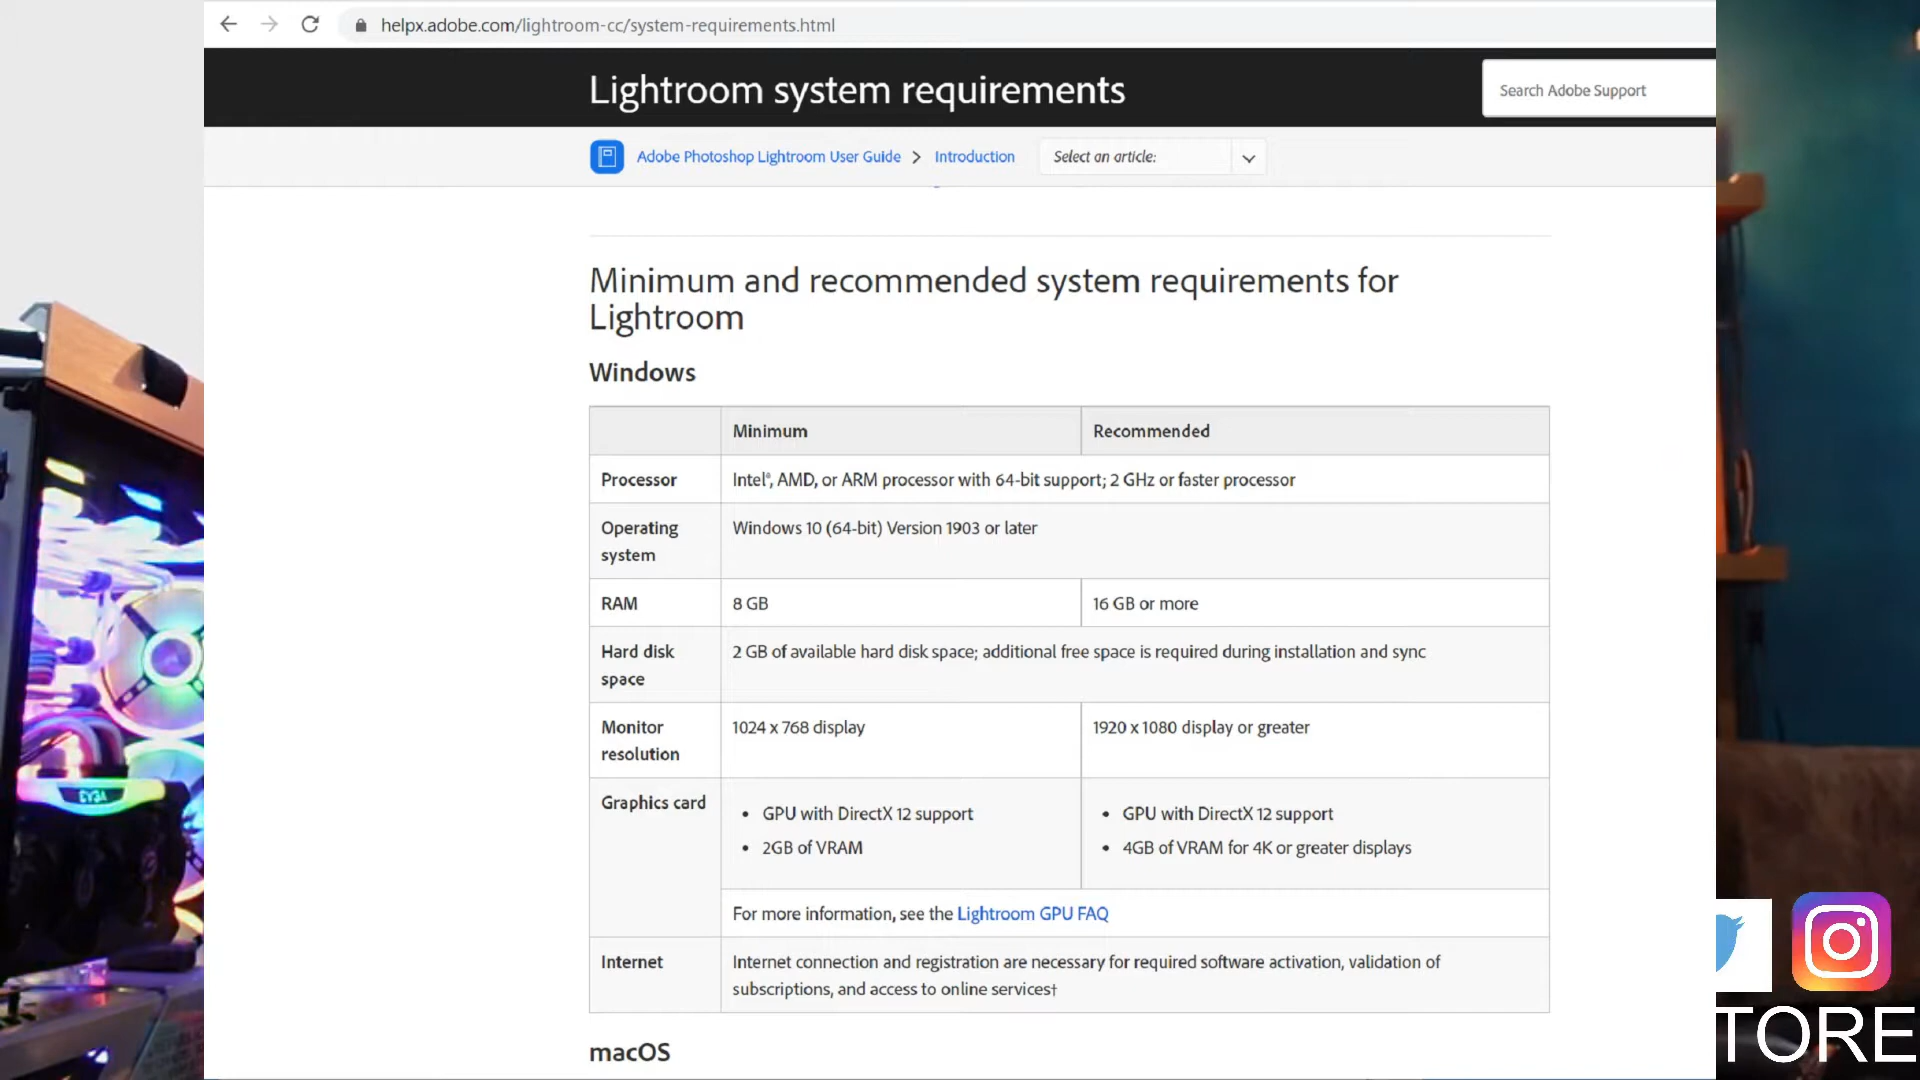 helpx.adobe.com/lightroom-cc/system-requirements.html
Lightroom system requirements
Search Adobe Support
Adobe Photoshop Lightroom User Guide > Introduction
Select an article:
Minimum and recommended system requirements for
Lightroom
Windows
Minimum Recommended
Processor Intel®, AMD, or ARM processor with 64-bit support; 2 GHz or faster processor
Operating system Windows 10 (64-bit) Version 1903 or later
RAM 8 GB 16 GB or more
Hard disk space 2 GB of available hard disk space; additional free space is required during installation and sync
Monitor resolution 1024 x 768 display 1920 x 1080 display or greater
Graphics card
• GPU with DirectX 12 support
• 2GB of VRAM
• GPU with DirectX 12 support
• 4GB of VRAM for 4K or greater displays
For more information, see the Lightroom GPU FAQ
Internet Internet connection and registration are necessary for required software activation, validation of
subscriptions, and access to online services†
macOS
EVGA
TORE